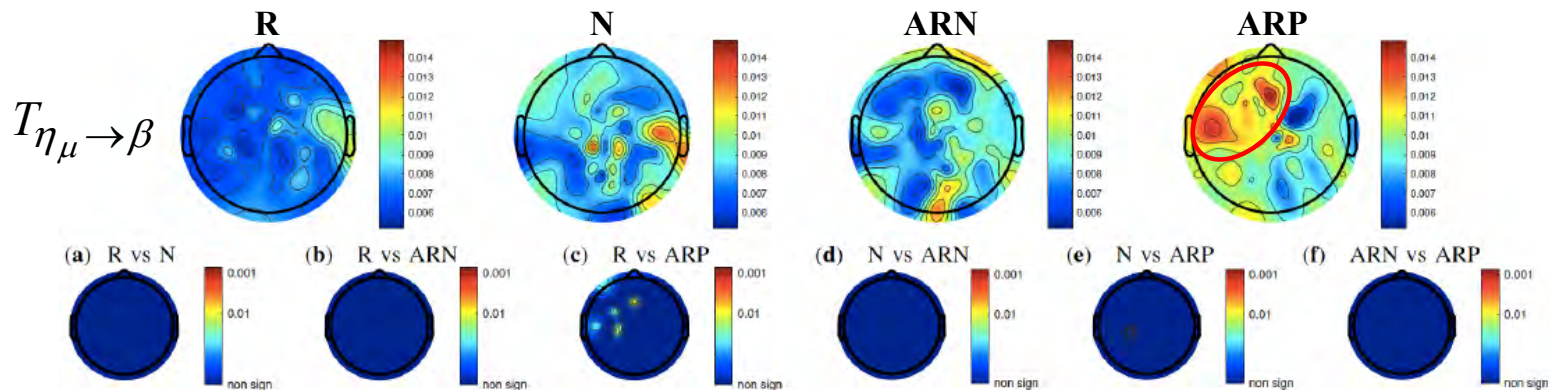 R N ARN ARP
T_{η_μ→β}
0.014 0.014 0.014 0.014
0.013 0.013 0.013 0.013
0.012 0.012 0.012 0.012
0.011 0.011 0.011 0.011
0.01 0.01 0.01 0.01
0.009 0.009 0.009 0.009
0.008 0.008 0.008 0.008
0.007 0.007 0.007 0.007
0.006 0.006 0.006 0.006
(a) R vs N (b) R vs ARN (c) R vs ARP (d) N vs ARN (e) N vs ARP (f) ARN vs ARP
0.001 0.001 0.001 0.001 0.001 0.001
0.01 0.01 0.01 0.01 0.01 0.01
non sign non sign non sign non sign non sign non sign